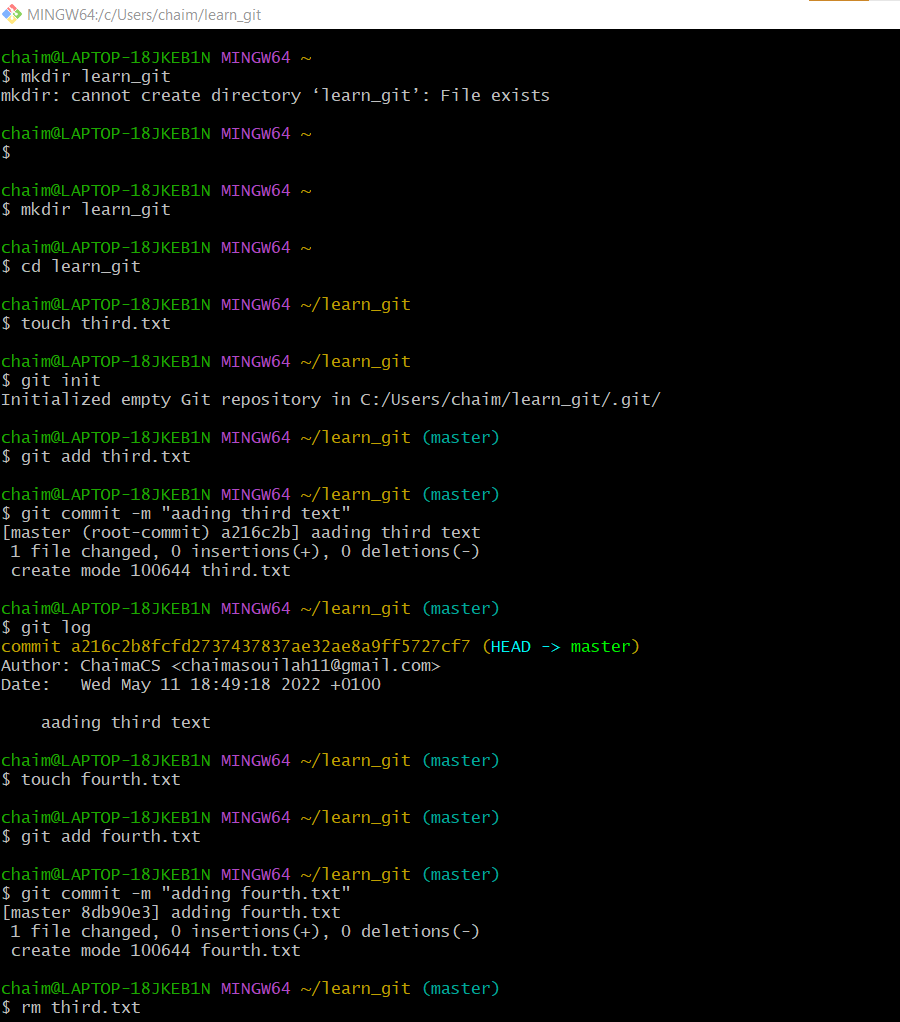 MINGW64:/c/Users/chaim/learn_git
chaim@LAPTOP-18JKEB1N MINGW64 ~
$ mkdir learn_git
mkdir: cannot create directory ‘learn_git’: File exists
chaim@LAPTOP-18JKEB1N MINGW64 ~
$
chaim@LAPTOP-18JKEB1N MINGW64 ~
$ mkdir learn_git
chaim@LAPTOP-18JKEB1N MINGW64 ~
$ cd learn_git
chaim@LAPTOP-18JKEB1N MINGW64 ~/learn_git
$ touch third.txt
chaim@LAPTOP-18JKEB1N MINGW64 ~/learn_git
$ git init
Initialized empty Git repository in C:/Users/chaim/learn_git/.git/
chaim@LAPTOP-18JKEB1N MINGW64 ~/learn_git (master)
$ git add third.txt
chaim@LAPTOP-18JKEB1N MINGW64 ~/learn_git (master)
$ git commit -m "aading third text"
[master (root-commit) a216c2b] aading third text
 1 file changed, 0 insertions(+), 0 deletions(-)
 create mode 100644 third.txt
chaim@LAPTOP-18JKEB1N MINGW64 ~/learn_git (master)
$ git log
commit a216c2b8fcfd2737437837ae32ae8a9ff5727cf7 (HEAD -> master)
Author: ChaimaCS <chaimasouilah11@gmail.com>
Date:   Wed May 11 18:49:18 2022 +0100
    aading third text
chaim@LAPTOP-18JKEB1N MINGW64 ~/learn_git (master)
$ touch fourth.txt
chaim@LAPTOP-18JKEB1N MINGW64 ~/learn_git (master)
$ git add fourth.txt
chaim@LAPTOP-18JKEB1N MINGW64 ~/learn_git (master)
$ git commit -m "adding fourth.txt"
[master 8db90e3] adding fourth.txt
 1 file changed, 0 insertions(+), 0 deletions(-)
 create mode 100644 fourth.txt
chaim@LAPTOP-18JKEB1N MINGW64 ~/learn_git (master)
$ rm third.txt